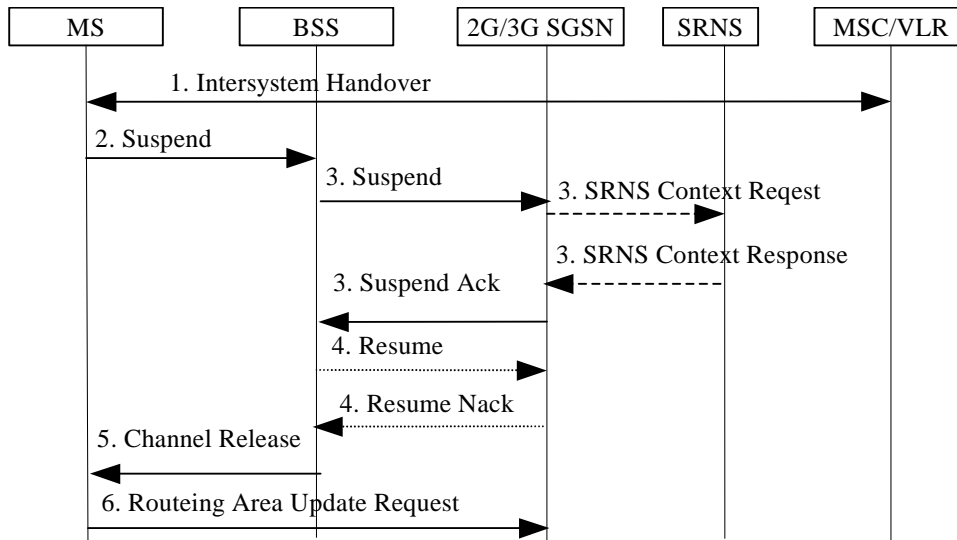 MS BSS 2G/3G SGSN SRNS MSC/VLR
1. Intersystem Handover
2. Suspend
3. Suspend
3. SRNS Context Reqest
3. SRNS Context Response
3. Suspend Ack
4. Resume
4. Resume Nack
5. Channel Release
6. Routeing Area Update Request